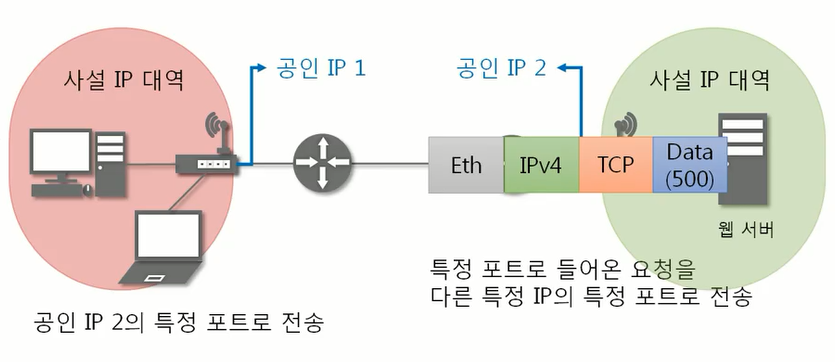 사설 IP 대역
공인 IP 1
공인 IP 2
사설 IP 대역
Eth
IPv4
TCP
Data
(500)
웹 서버
특정 포트로 들어온 요청을
다른 특정 IP의 특정 포트로 전송
공인 IP 2의 특정 포트로 전송